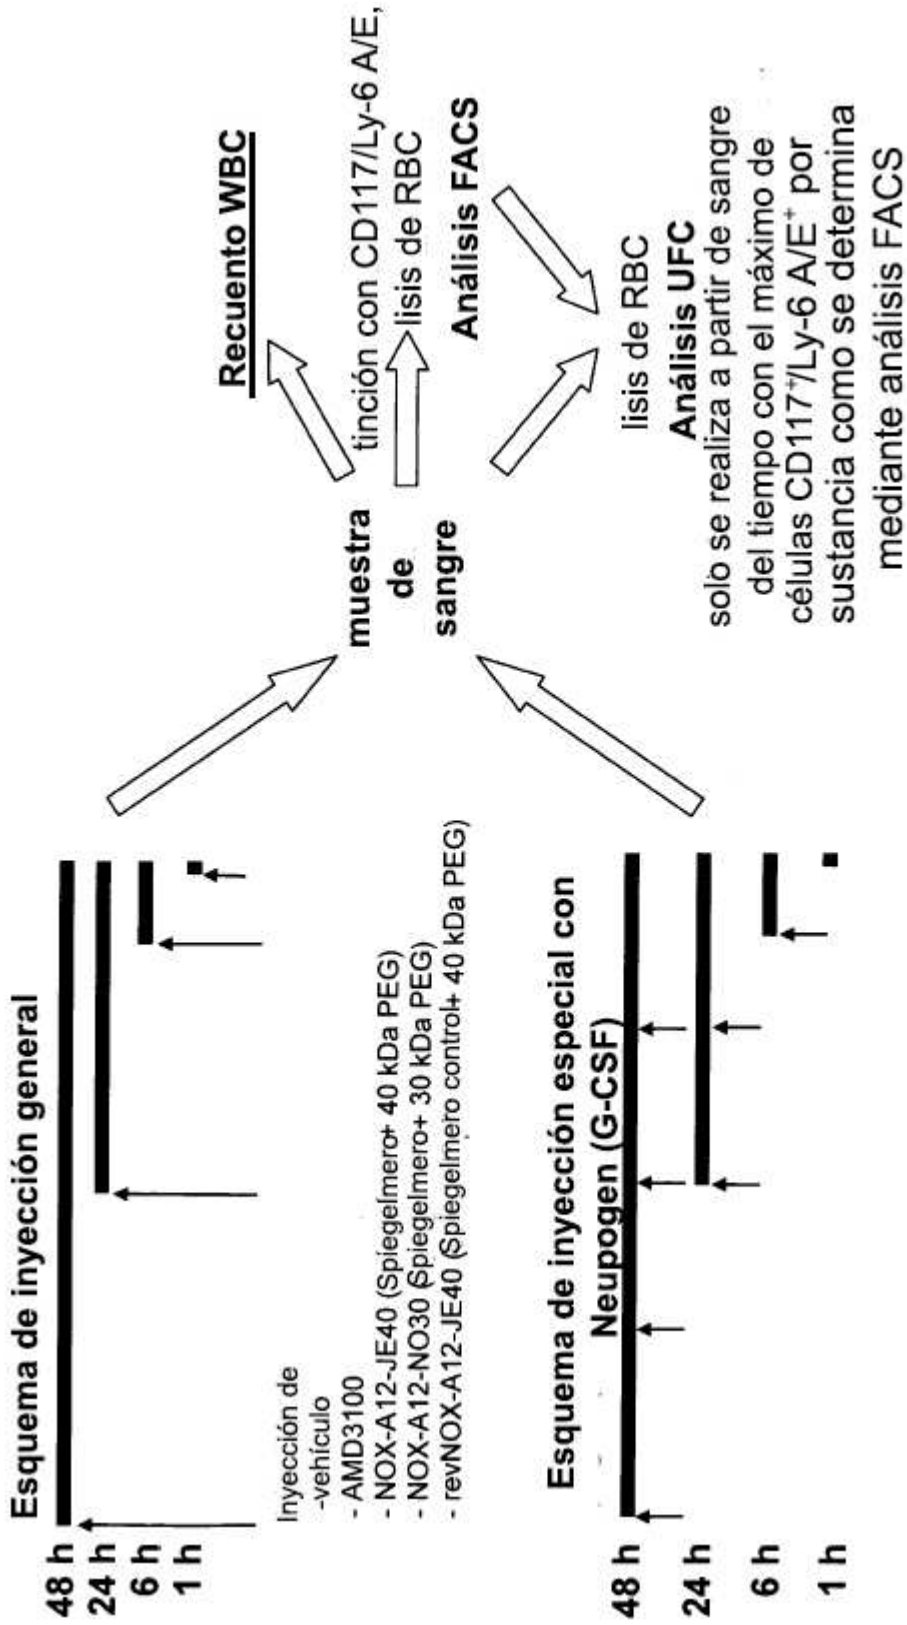 Esquema de inyección general
48 h
24 h
6 h
1 h
Inyección de
-vehículo
- AMD3100
- NOX-A12-JE40 (Spiegelmero+ 40 kDa PEG)
- NOX-A12-NO30 (Spiegelmero+ 30 kDa PEG)
- revNOX-A12-JE40 (Spiegelmero control+ 40 kDa PEG)
Esquema de inyección especial con
Neupogen (G-CSF)
48 h
24 h
6 h
1 h
muestra
de
sangre
Recuento WBC
tinción con CD117/Ly-6 A/E,
lisis de RBC
Análisis FACS
lisis de RBC
Análisis UFC
solo se realiza a partir de sangre
del tiempo con el máximo de
células CD117⁺/Ly-6 A/E⁺ por
sustancia como se determina
mediante análisis FACS